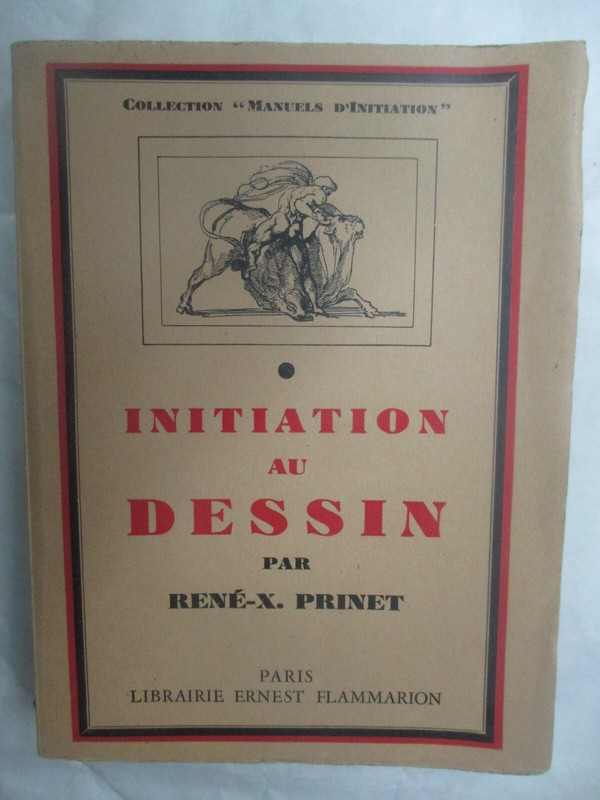 COLLECTION “MANUELS D'INITIATION”
INITIATION
AU
DESSIN
PAR
RENÉ-X. PRINET
PARIS
LIBRAIRIE ERNEST FLAMMARION